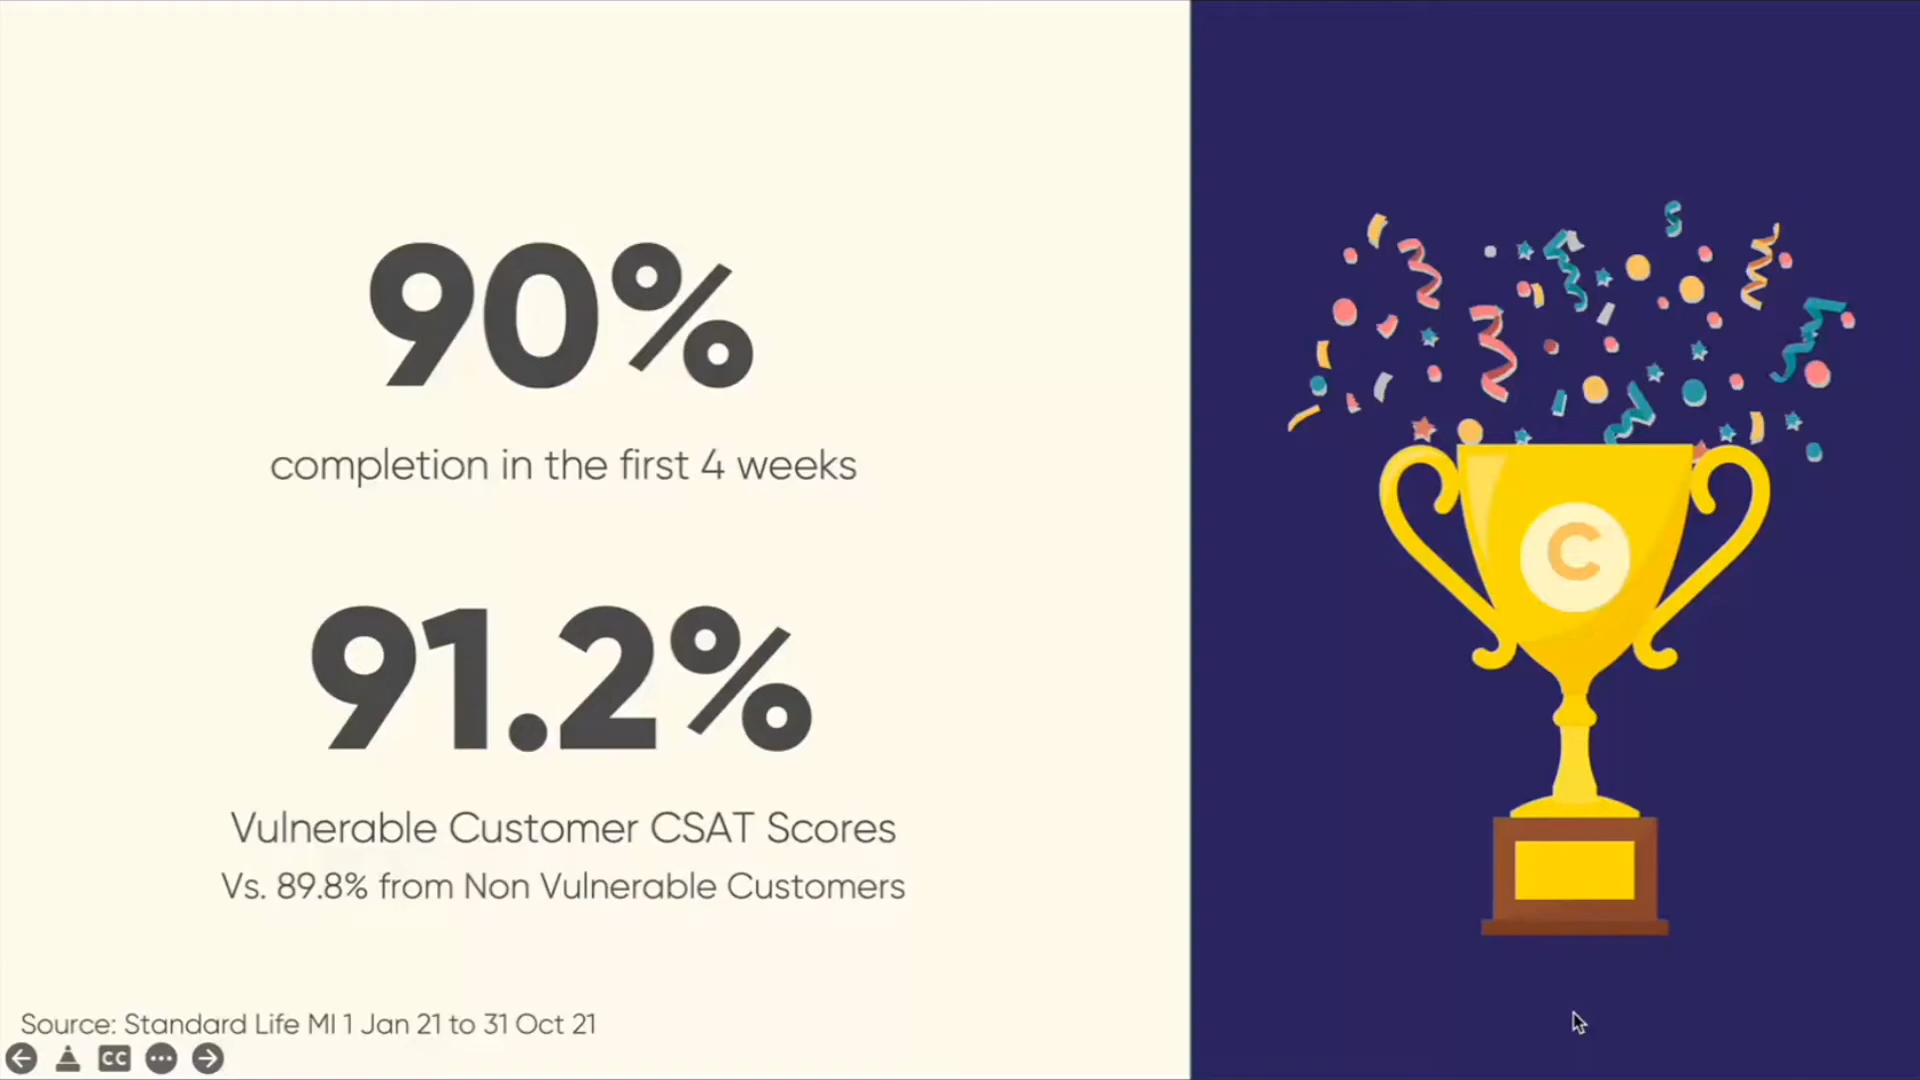 90%
completion in the first 4 weeks
91.2%
Vulnerable Customer CSAT Scores
Vs. 89.8% from Non Vulnerable Customers
Source: Standard Life MI 1 Jan 21 to 31 Oct 21
CC
C